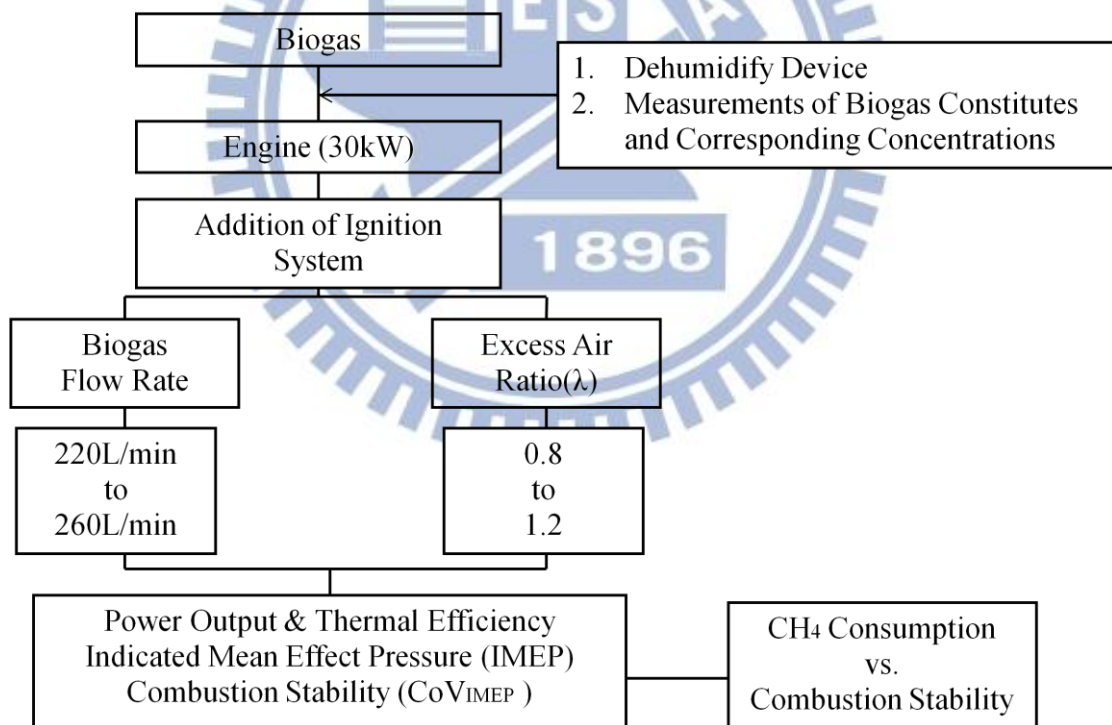 E S A
Biogas
1. Dehumidify Device
2. Measurements of Biogas Constitutes
and Corresponding Concentrations
Engine (30kW)
Addition of Ignition
System
1896
Biogas
Flow Rate
Excess Air
Ratio(λ)
220L/min
to
260L/min
0.8
to
1.2
Power Output & Thermal Efficiency
Indicated Mean Effect Pressure (IMEP)
Combustion Stability (CoVIMEP )
CH4 Consumption
vs.
Combustion Stability